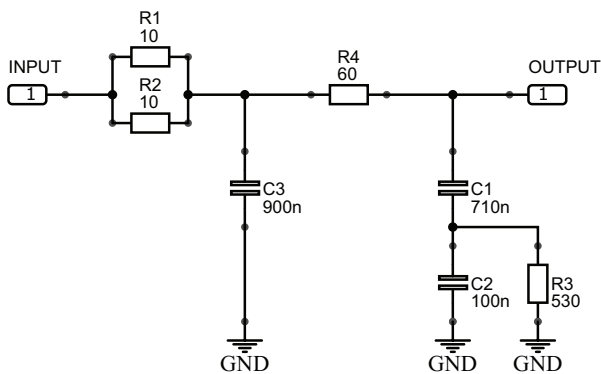 R1
10
INPUT
1
R2
10
R4
60
OUTPUT
1
C3
900n
C1
710n
C2
100n
R3
530
GND
GND
GND